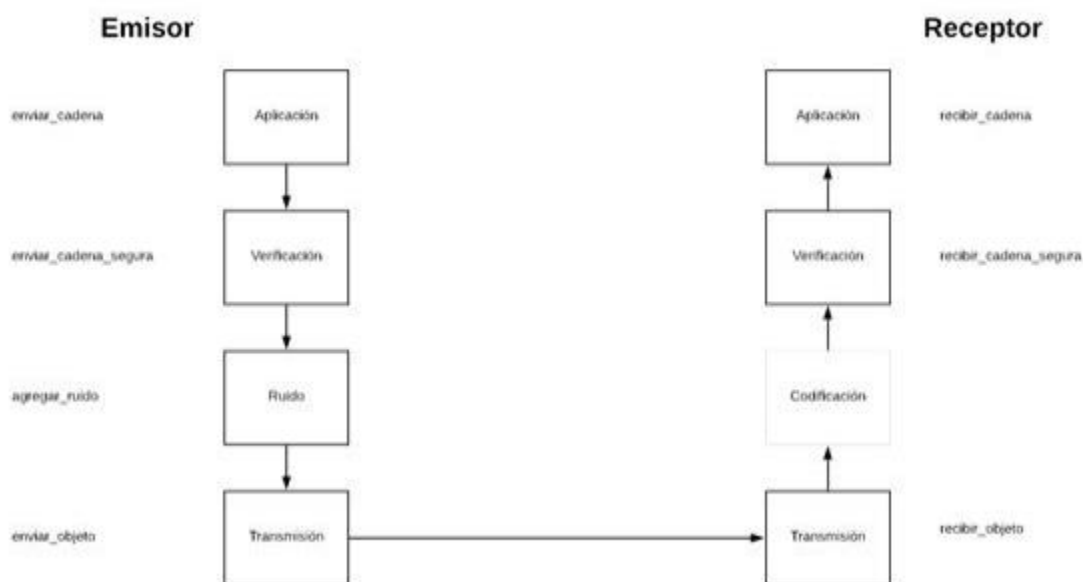 Emisor
Receptor
enviar_cadena
Aplicación
Aplicación
recibir_cadena
enviar_cadena_segura
Verificación
Verificación
recibir_cadena_segura
agregar_ruido
Ruido
Codificación
enviar_objeto
Transmisión
Transmisión
recibir_objeto